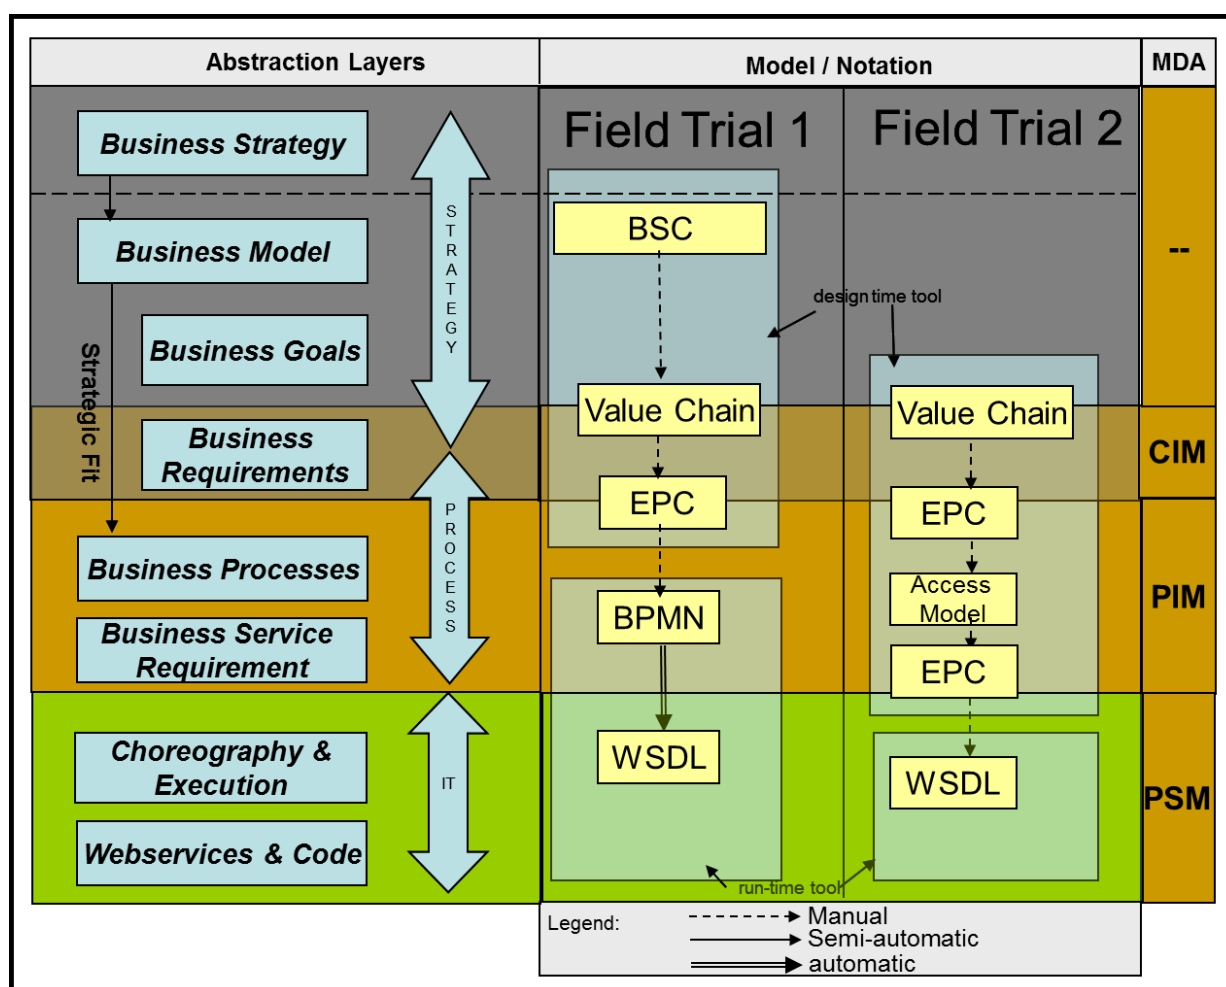 Abstraction Layers
Model / Notation
MDA
Business Strategy
Business Model
Business Goals
Strategic Fit
Business
Requirements
Business Processes
Business Service
Requirement
Choreography &
Execution
Webservices & Code
STRATEGY
PROCESS
IT
Field Trial 1
BSC
Value Chain
EPC
BPMN
WSDL
Field Trial 2
design time tool
Value Chain
EPC
Access
Model
EPC
WSDL
run-time tool
--
CIM
PIM
PSM
Legend:
Manual
Semi-automatic
automatic